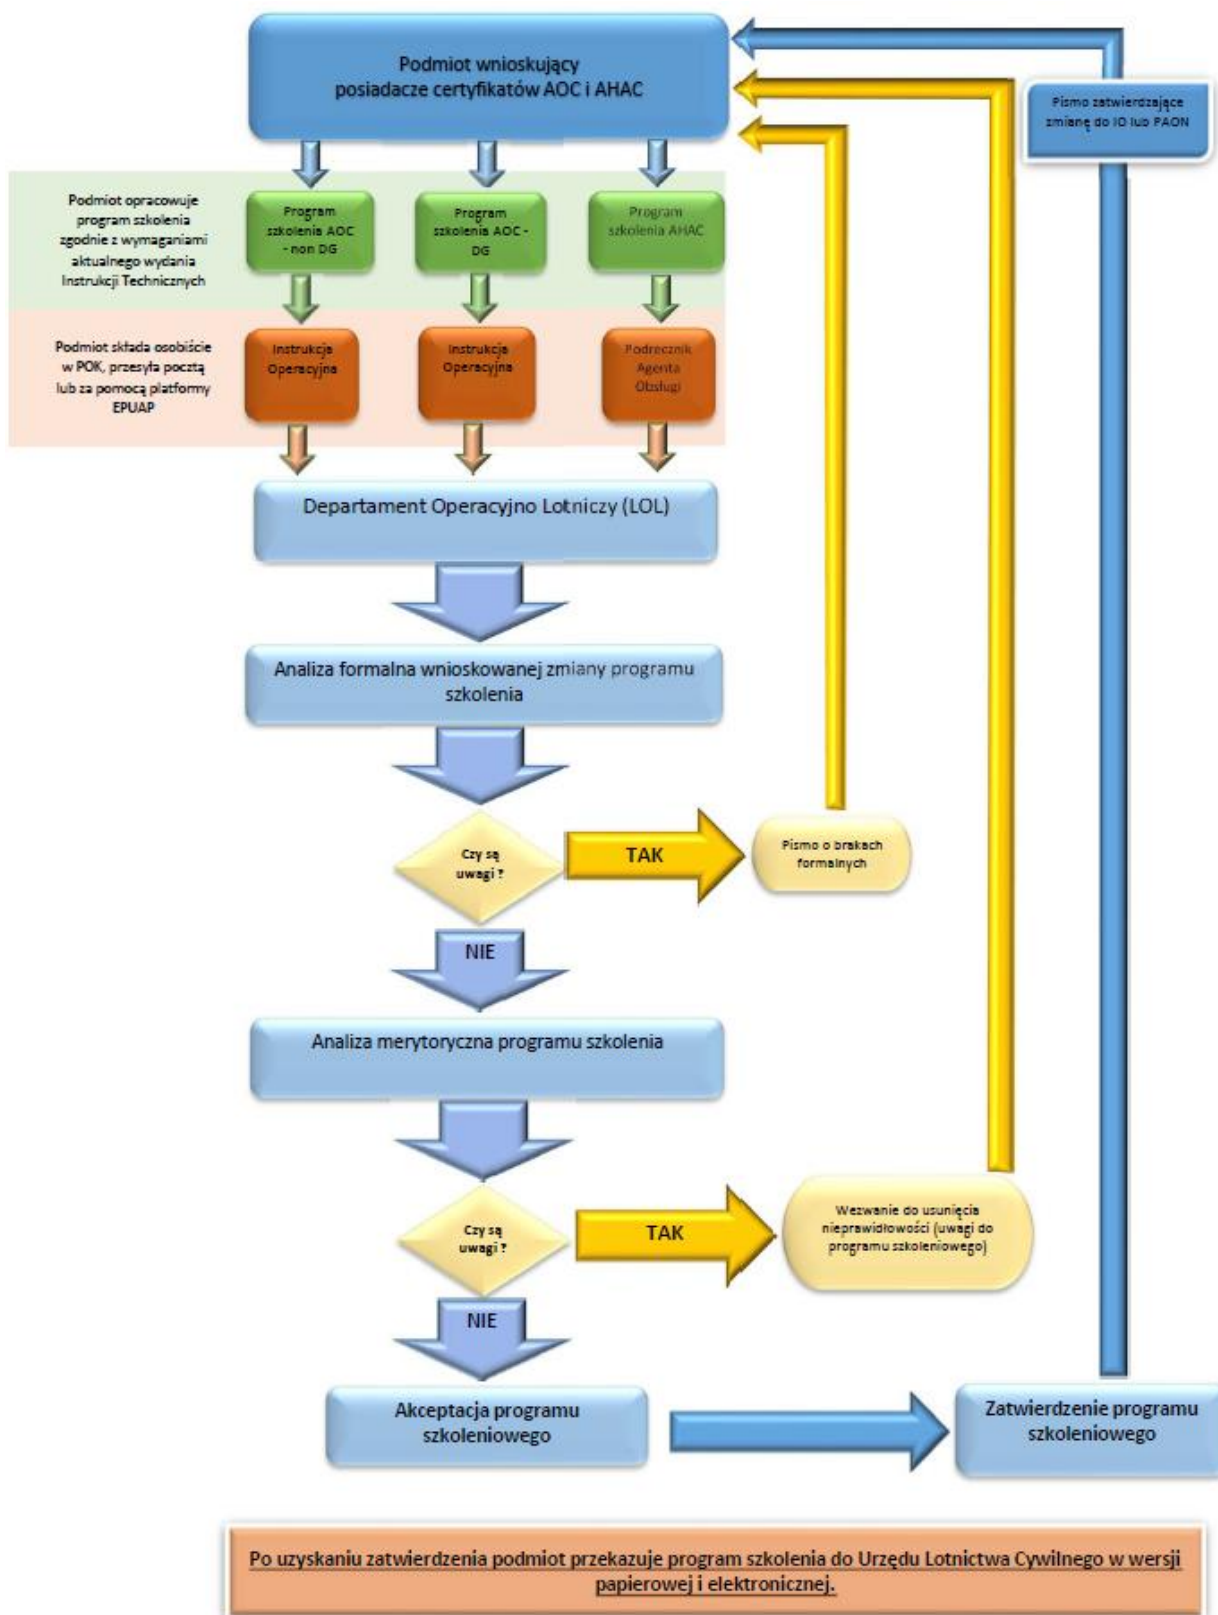 Podmiot wnioskujący
posiadacze certyfikatów AOC i AHAC
Pismo zatwierdzające
zmianę do IO lub PAON
Podmiot opracowuje
program szkolenia
zgodnie z wymaganiami
aktualnego wydania
Instrukcji Technicznych
Program
szkolenia AOC
- non DG
Program
szkolenia AOC -
DG
Program
szkolenia AHAC
Podmiot składa osobiście
w POK, przesyła pocztą
lub za pomocą platformy
EPUAP
Instrukcja
Operacyjna
Instrukcja
Operacyjna
Podrecznik
Agenta
Obsługi
Departament Operacyjno Lotniczy (LOL)
Analiza formalna wnioskowanej zmiany programu
szkolenia
Czy są
uwagi ?
TAK
Pismo o brakach
formalnych
NIE
Analiza merytoryczna programu szkolenia
Czy są
uwagi ?
TAK
Wezwanie do usunięcia
nieprawidłowości (uwagi do
programu szkoleniowego)
NIE
Akceptacja programu
szkoleniowego
Zatwierdzenie programu
szkoleniowego
Po uzyskaniu zatwierdzenia podmiot przekazuje program szkolenia do Urzędu Lotnictwa Cywilnego w wersji
papierowej i elektronicznej.